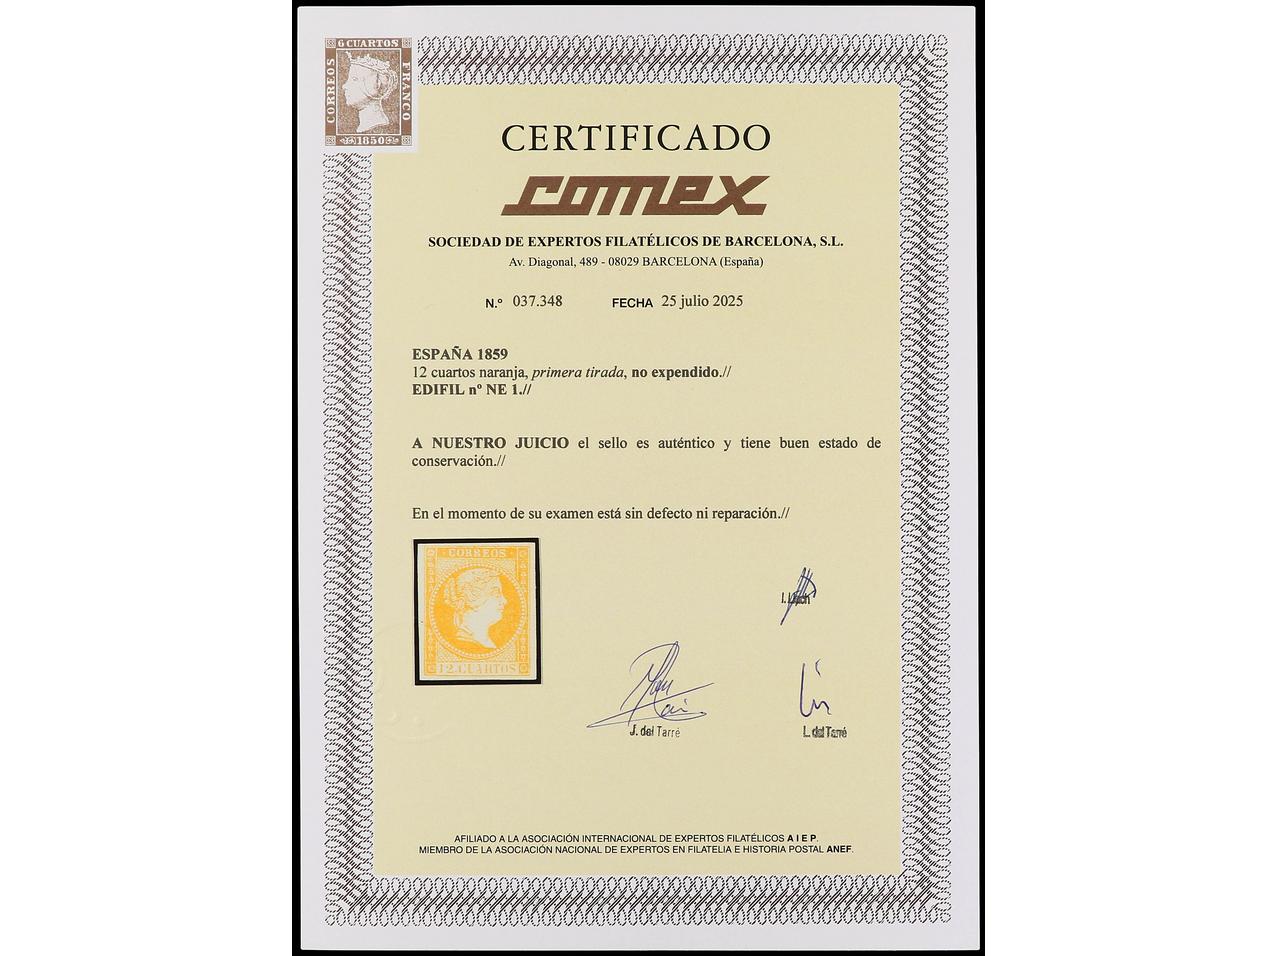 6 CUARTOS
CORREOS
FRANCO
1850
CERTIFICADO
comex
SOCIEDAD DE EXPERTOS FILATÉLICOS DE BARCELONA, S.L.
Av. Diagonal, 489 - 08029 BARCELONA (España)
N.º 037.348 FECHA 25 julio 2025
ESPAÑA 1859
12 cuartos naranja, primera tirada, no expendido.//
EDIFIL nº NE 1.//
A NUESTRO JUICIO el sello es auténtico y tiene buen estado de
conservación.//
En el momento de su examen está sin defecto ni reparación.//
CORREOS
12 CUARTOS
J. del Tarré
L. del Tarré
AFILIADO A LA ASOCIACIÓN INTERNACIONAL DE EXPERTOS FILATÉLICOS A I E P.
MIEMBRO DE LA ASOCIACIÓN NACIONAL DE EXPERTOS EN FILATELIA E HISTORIA POSTAL ANEF.